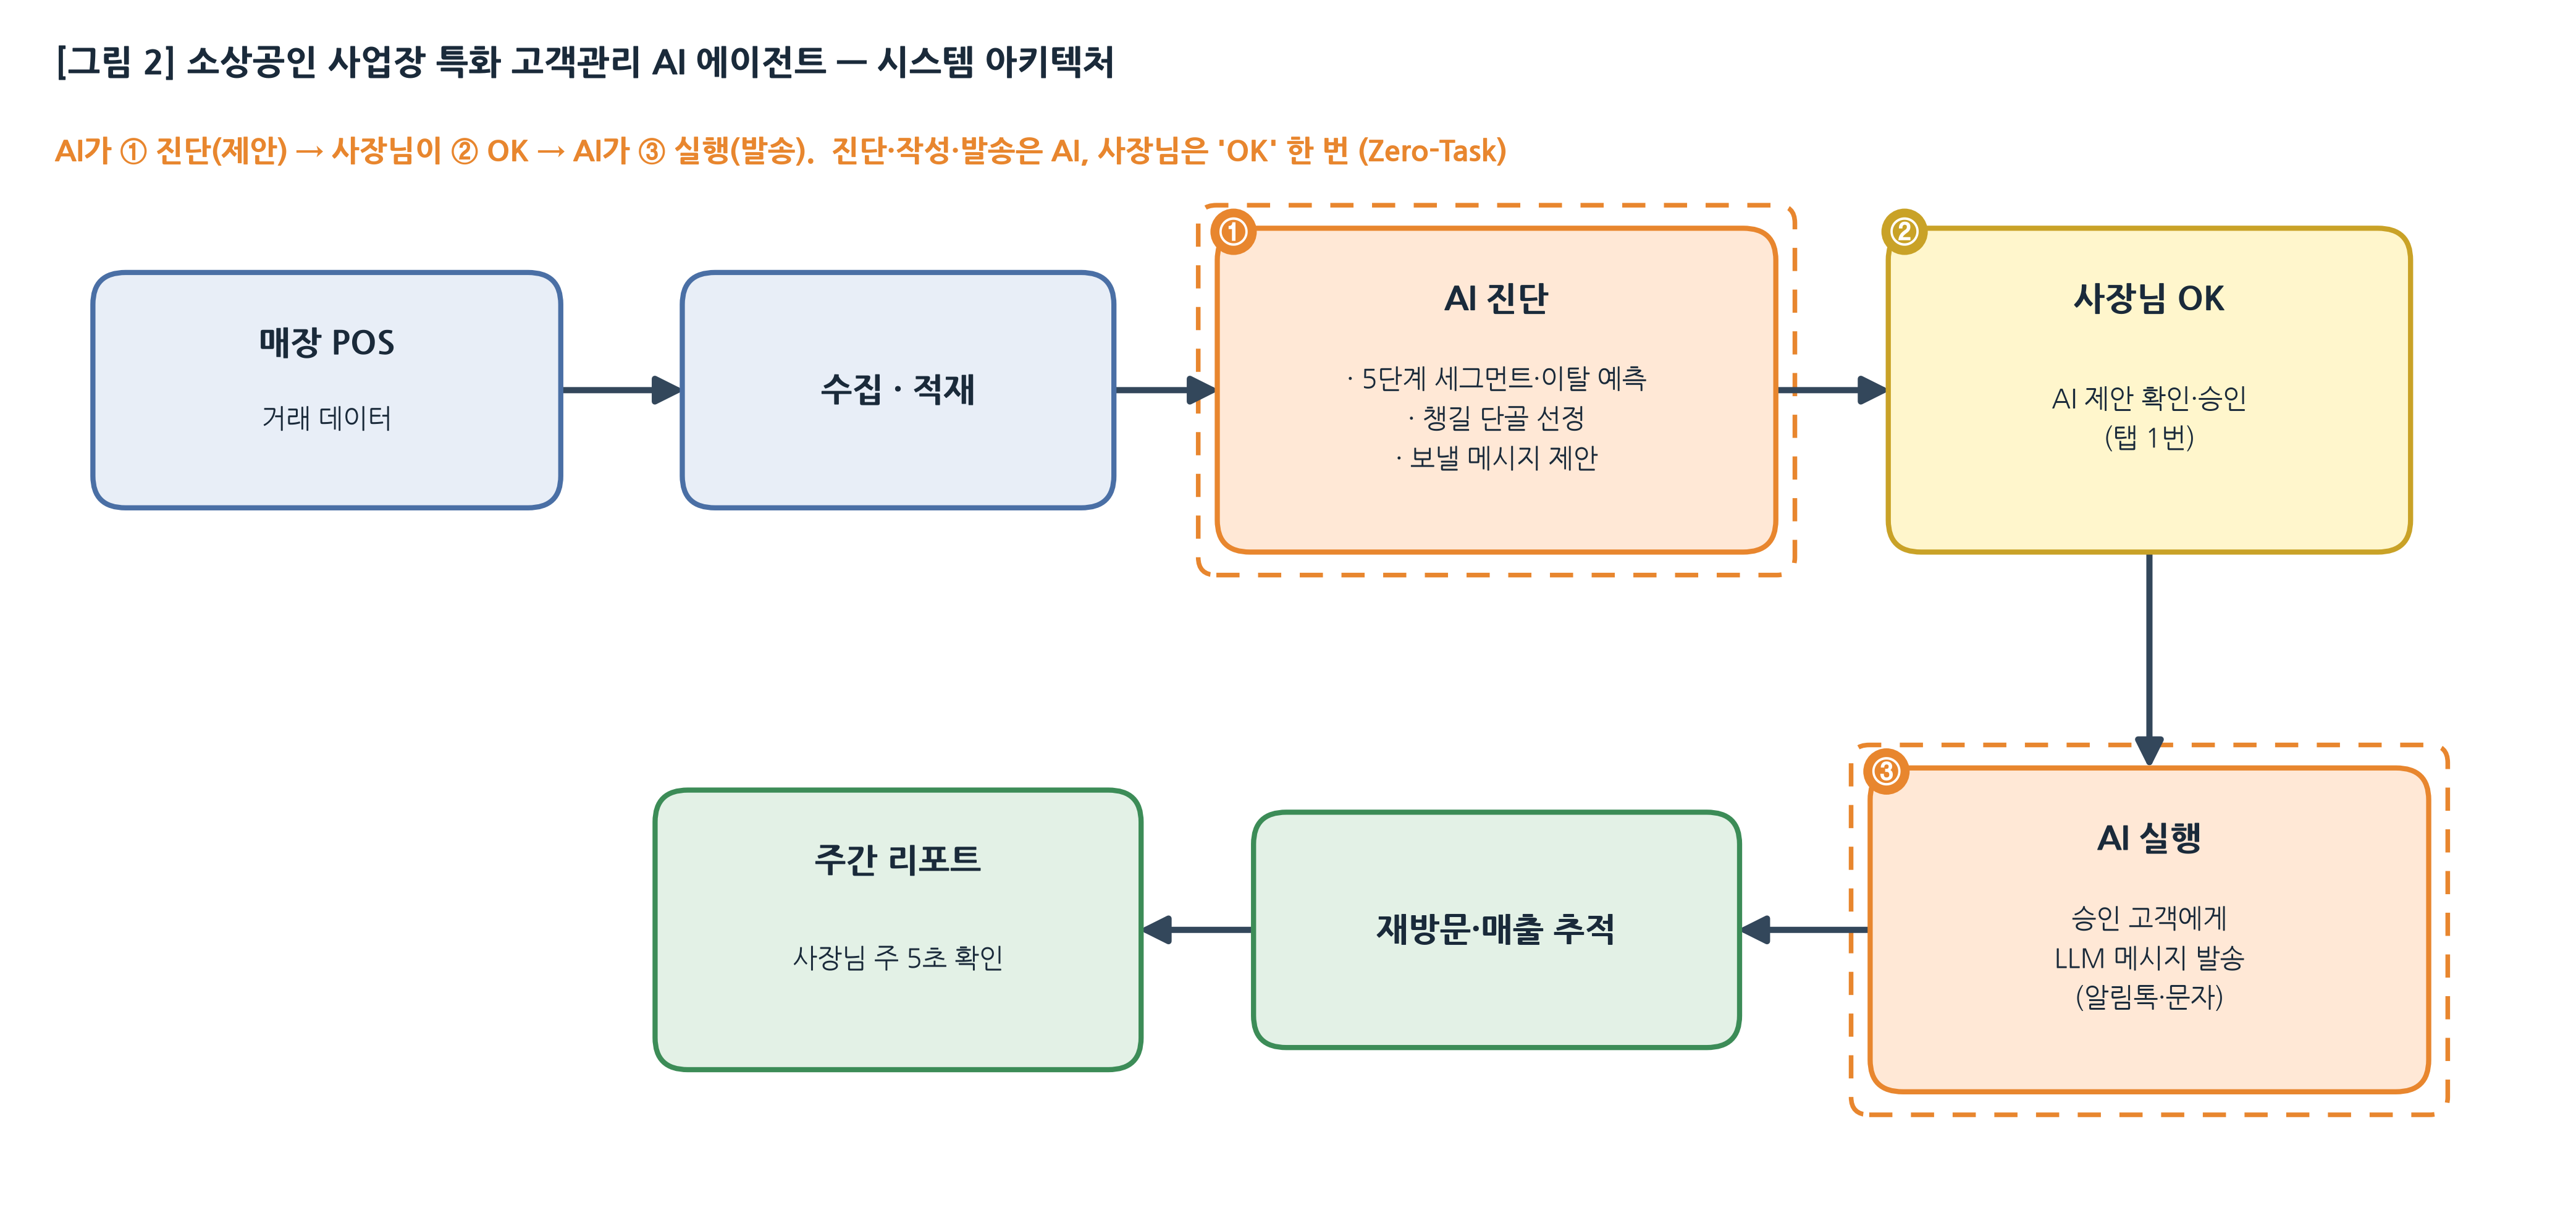 [그림 2] 소상공인 사업장 특화 고객관리 AI 에이전트 — 시스템 아키텍처
AI가 ① 진단(제안) → 사장님이 ② OK → AI가 ③ 실행(발송). 진단·작성·발송은 AI, 사장님은 'OK' 한 번 (Zero-Task)
매장 POS
거래 데이터
수집 · 적재
①
AI 진단
· 5단계 세그먼트·이탈 예측
· 챙길 단골 선정
· 보낼 메시지 제안
②
사장님 OK
AI 제안 확인·승인
(탭 1번)
③
AI 실행
승인 고객에게
LLM 메시지 발송
(알림톡·문자)
재방문·매출 추적
주간 리포트
사장님 주 5초 확인